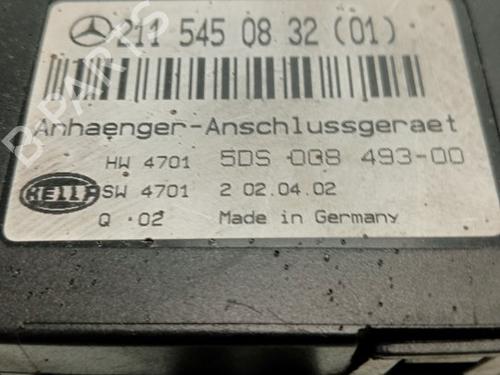 211 545 08 32 (01)
Anhaenger-Anschlussgeraet
HW 4701 5DS 008 493-00
HELLA SW 4701 2 02.04.02
Q 02 Made in Germany
B-PARTS